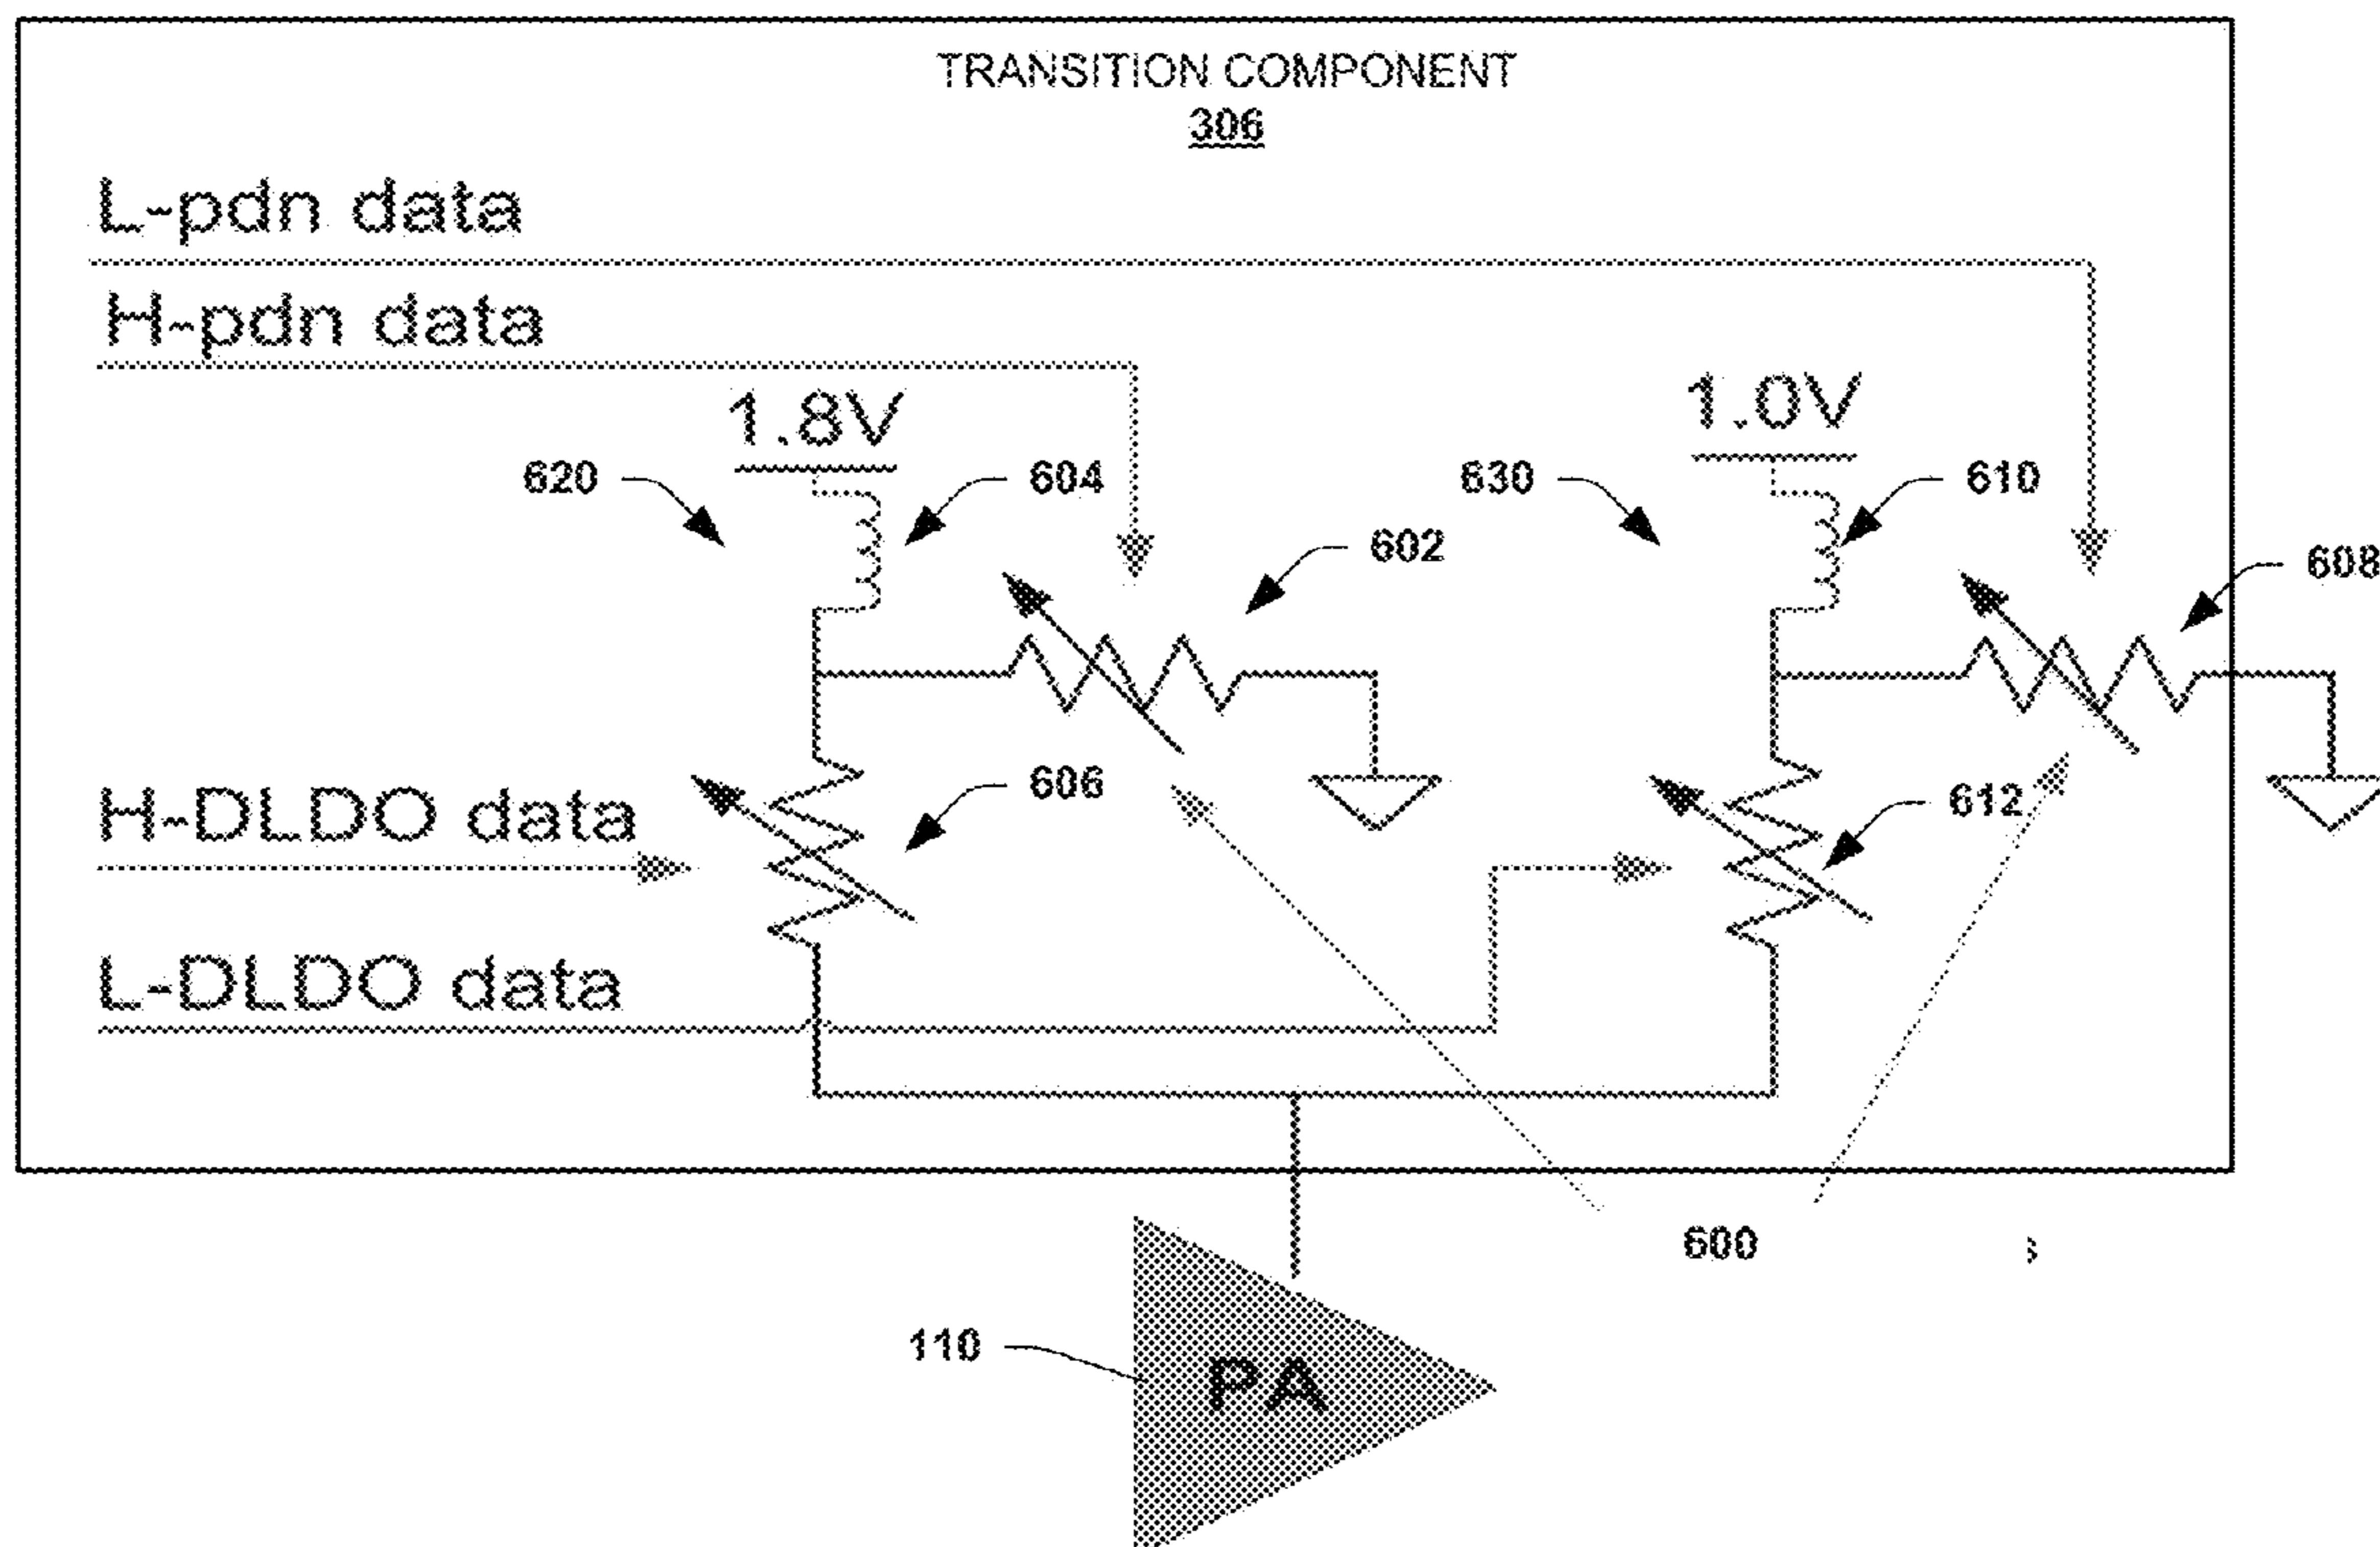 TRANSITION COMPONENT
306
L-pdn data
H-pdn data
1.8V
1.0V
620
604
630
610
602
608
606
612
H-DLDO data
L-DLDO data
600
s
110
PA